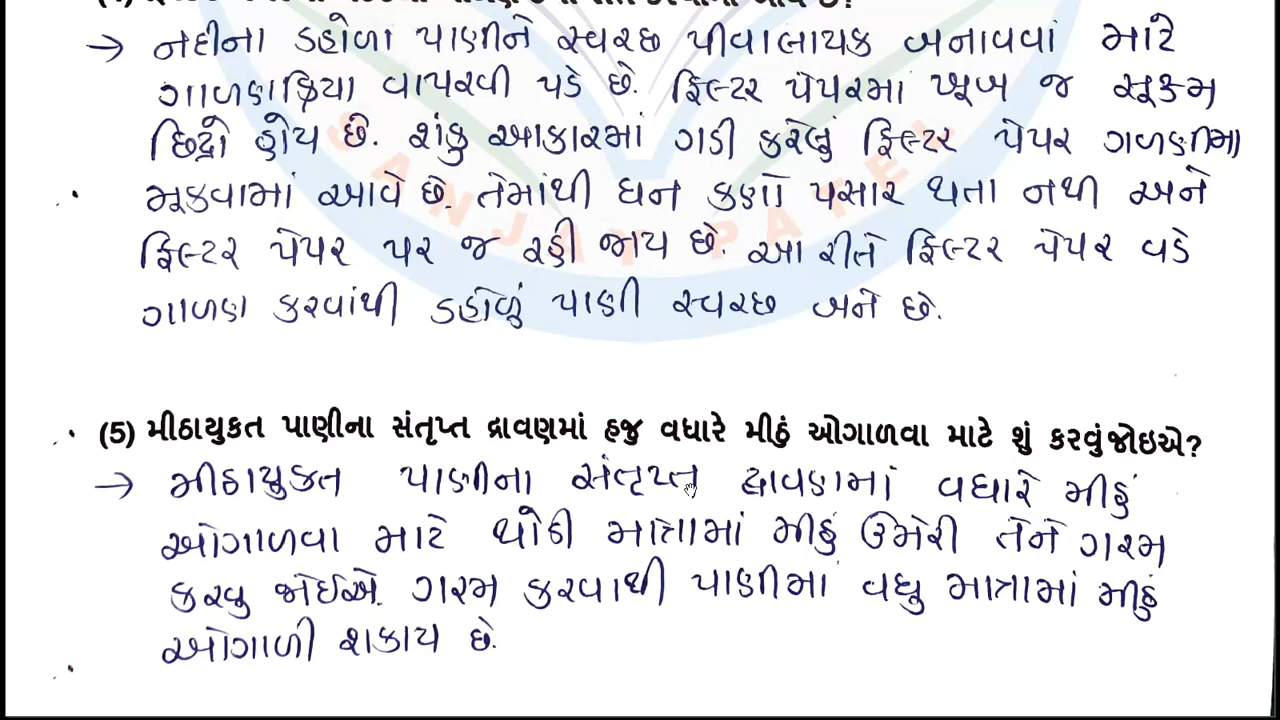 → નદીના ડહોળા પાણીને સ્વચ્છ પીવાલાયક બનાવવાં માટે
ગાળણક્રિયા વાપરવી પડે છે. ફિલ્ટર પેપરમાં ખૂબ જ સૂક્ષ્મ
છિદ્રો હોય છે. શંકુ આકારમાં ગડી કરેલું ફિલ્ટર પેપર ગળણીમા
મૂકવામાં આવે છે. તેમાંથી ઘન કણો પસાર થતા નથી અને
ફિલ્ટર પેપર પર જ રહી જાય છે. આ રીતે ફિલ્ટર પેપર વડે
ગાળણ કરવાંથી ડહોળું પાણી સ્વચ્છ બને છે.
(5) મીઠાયુકત પાણીના સંતૃપ્ત દ્રાવણમાં હજુ વધારે મીઠું ઓગાળવા માટે શું કરવું જોઇએ?
→ મીઠાયુકત પાણીના સંતૃપ્ત દ્રાવણમાં વધારે મીઠું
ઓગાળવા માટે થોડી માત્રામાં મીઠું ઉમેરી તેને ગરમ
કરવુ જોઈએ. ગરમ કરવાથી પાણીમાં વધુ માત્રામાં મીઠું
ઓગાળી શકાય છે.
SANJAY PATEL